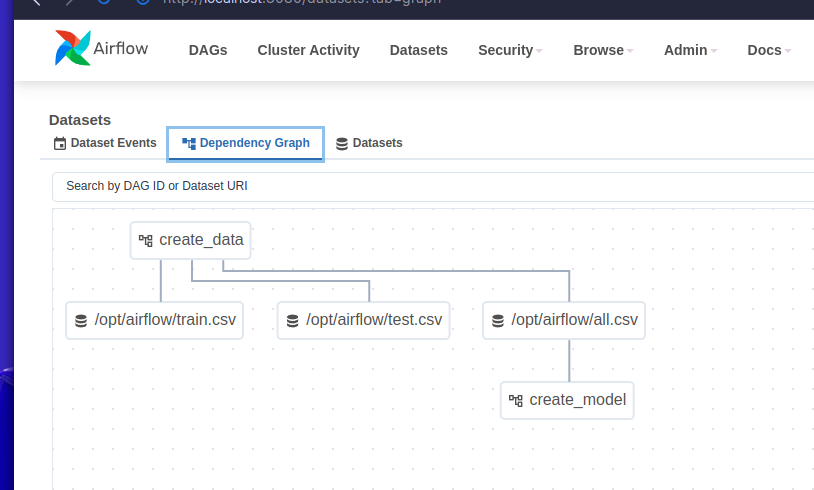 http://localhost:8080/datasets?tab=graph
Airflow
DAGs Cluster Activity Datasets Security Browse Admin Docs
Datasets
Dataset Events Dependency Graph Datasets
Search by DAG ID or Dataset URI
create_data
/opt/airflow/train.csv /opt/airflow/test.csv /opt/airflow/all.csv
create_model